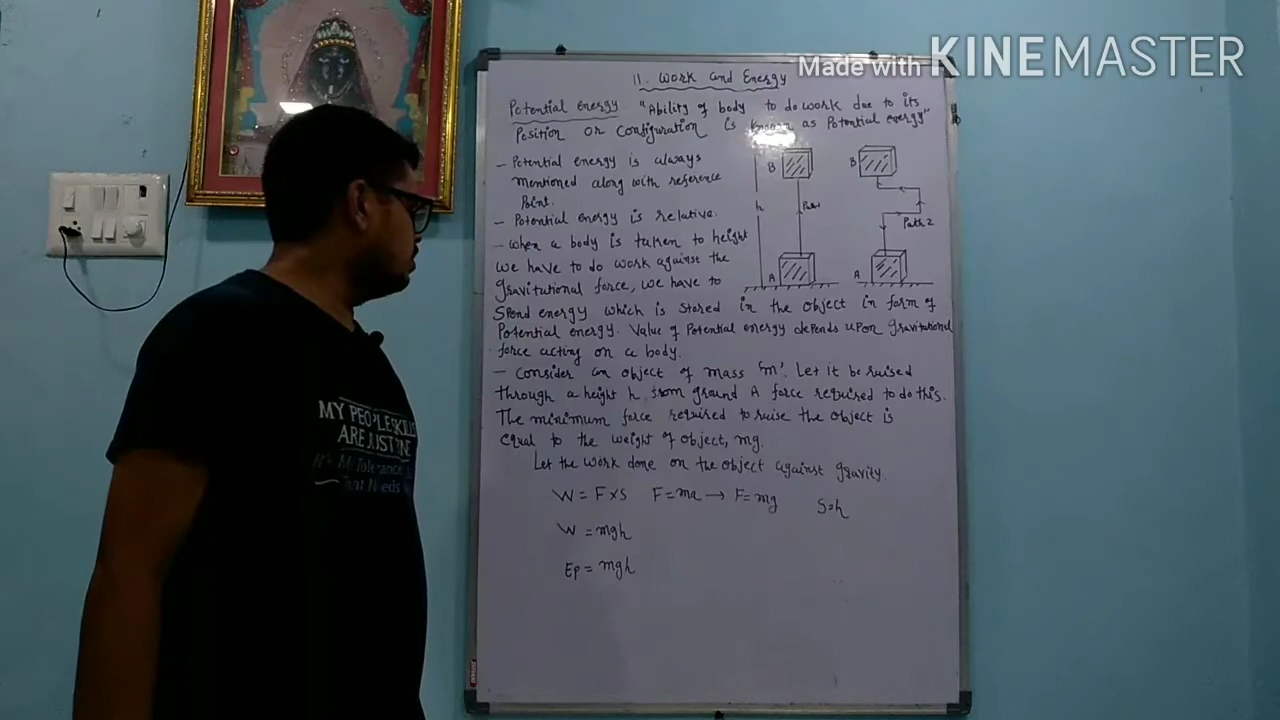 Made with KINEMASTER
11. Work and Energy
Potential energy "Ability of body to do work due to its
Position or configuration is known as Potential energy"
- Potential energy is always
mentioned along with reference
Point.
- Potential energy is relative.
- When a body is taken to height
we have to do work against the
gravitational force, we have to
Spend energy which is stored in the object in form of
Potential energy. Value of Potential energy depends upon gravitational
force acting on a body.
- Consider an object of mass 'm'. Let it be raised
through a height h, from ground A force required to do this.
The minimum force required to raise the object is
equal to the weight of object, mg.
Let the work done on the object against gravity.
W = F×S F=ma → F=mg S=h
W = mgh
Ep = mgh
B
h
Path1
A
B
Path 2
A
MY PEOPLE SKILLS
ARE JUST FINE
It's My Tolerance
That Needs